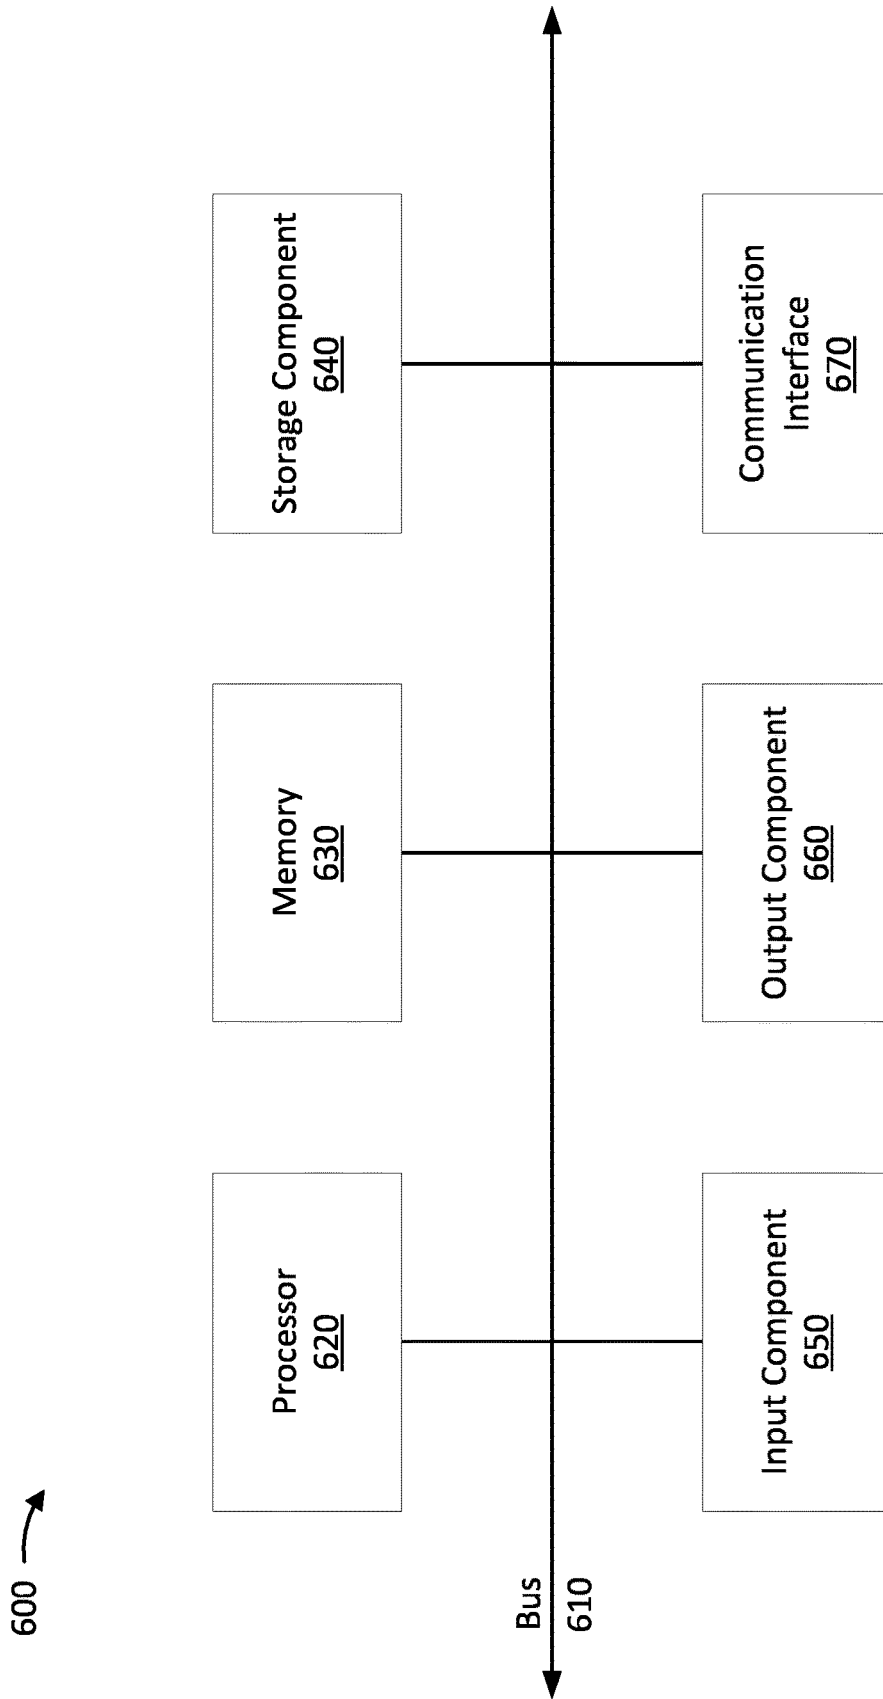 600
Processor
620
Memory
630
Storage Component
640
Bus
610
Input Component
650
Output Component
660
Communication
Interface
670